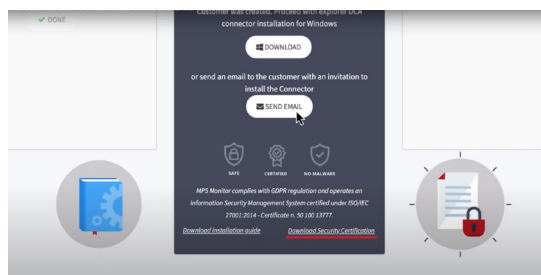 ✔ DONE
Customer was created. Proceed with explorer DCA
connector installation for Windows
DOWNLOAD
or send an email to the customer with an invitation to
install the Connector
SEND EMAIL
SAFE
CERTIFIED
NO MALWARE
MPS Monitor complies with GDPR regulation and operates an
Information Security Management System certified under ISO/IEC
27001:2014 - Certificate n. 50 100 13777.
Download Installation guide
Download Security Certification